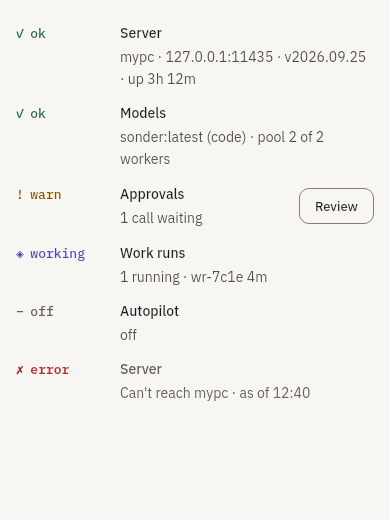 ✓ ok Server
mypc · 127.0.0.1:11435 · v2026.09.25
· up 3h 12m
✓ ok Models
sonder:latest (code) · pool 2 of 2
workers
! warn Approvals
1 call waiting
Review
◈ working Work runs
1 running · wr-7c1e 4m
– off Autopilot
off
✗ error Server
Can't reach mypc · as of 12:40